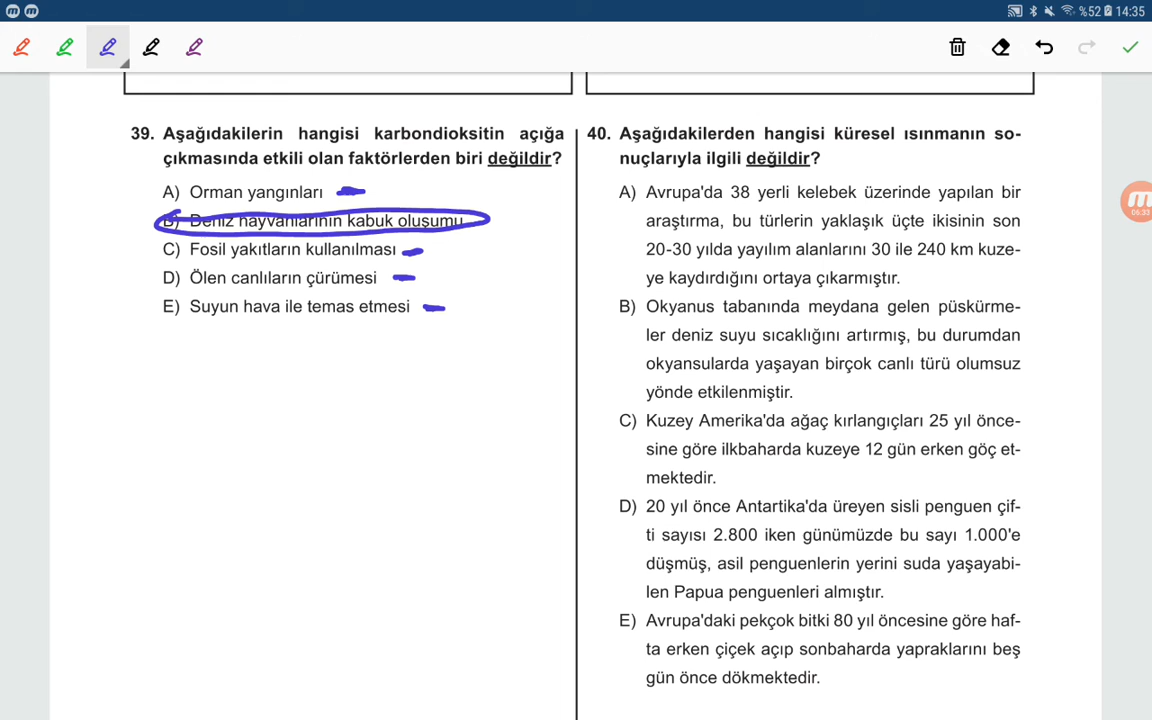 %52 14:35
39. Aşağıdakilerin hangisi karbondioksitin açığa
çıkmasında etkili olan faktörlerden biri değildir?
A) Orman yangınları
B) Deniz hayvanlarının kabuk oluşumu
C) Fosil yakıtların kullanılması
D) Ölen canlıların çürümesi
E) Suyun hava ile temas etmesi
40. Aşağıdakilerden hangisi küresel ısınmanın so-
nuçlarıyla ilgili değildir?
A) Avrupa'da 38 yerli kelebek üzerinde yapılan bir
araştırma, bu türlerin yaklaşık üçte ikisinin son
20-30 yılda yayılım alanlarını 30 ile 240 km kuze-
ye kaydırdığını ortaya çıkarmıştır.
B) Okyanus tabanında meydana gelen püskürme-
ler deniz suyu sıcaklığını artırmış, bu durumdan
okyansularda yaşayan birçok canlı türü olumsuz
yönde etkilenmiştir.
C) Kuzey Amerika'da ağaç kırlangıçları 25 yıl önce-
sine göre ilkbaharda kuzeye 12 gün erken göç et-
mektedir.
D) 20 yıl önce Antartika'da üreyen sisli penguen çif-
ti sayısı 2.800 iken günümüzde bu sayı 1.000'e
düşmüş, asil penguenlerin yerini suda yaşayabi-
len Papua penguenleri almıştır.
E) Avrupa'daki pekçok bitki 80 yıl öncesine göre haf-
ta erken çiçek açıp sonbaharda yapraklarını beş
gün önce dökmektedir.